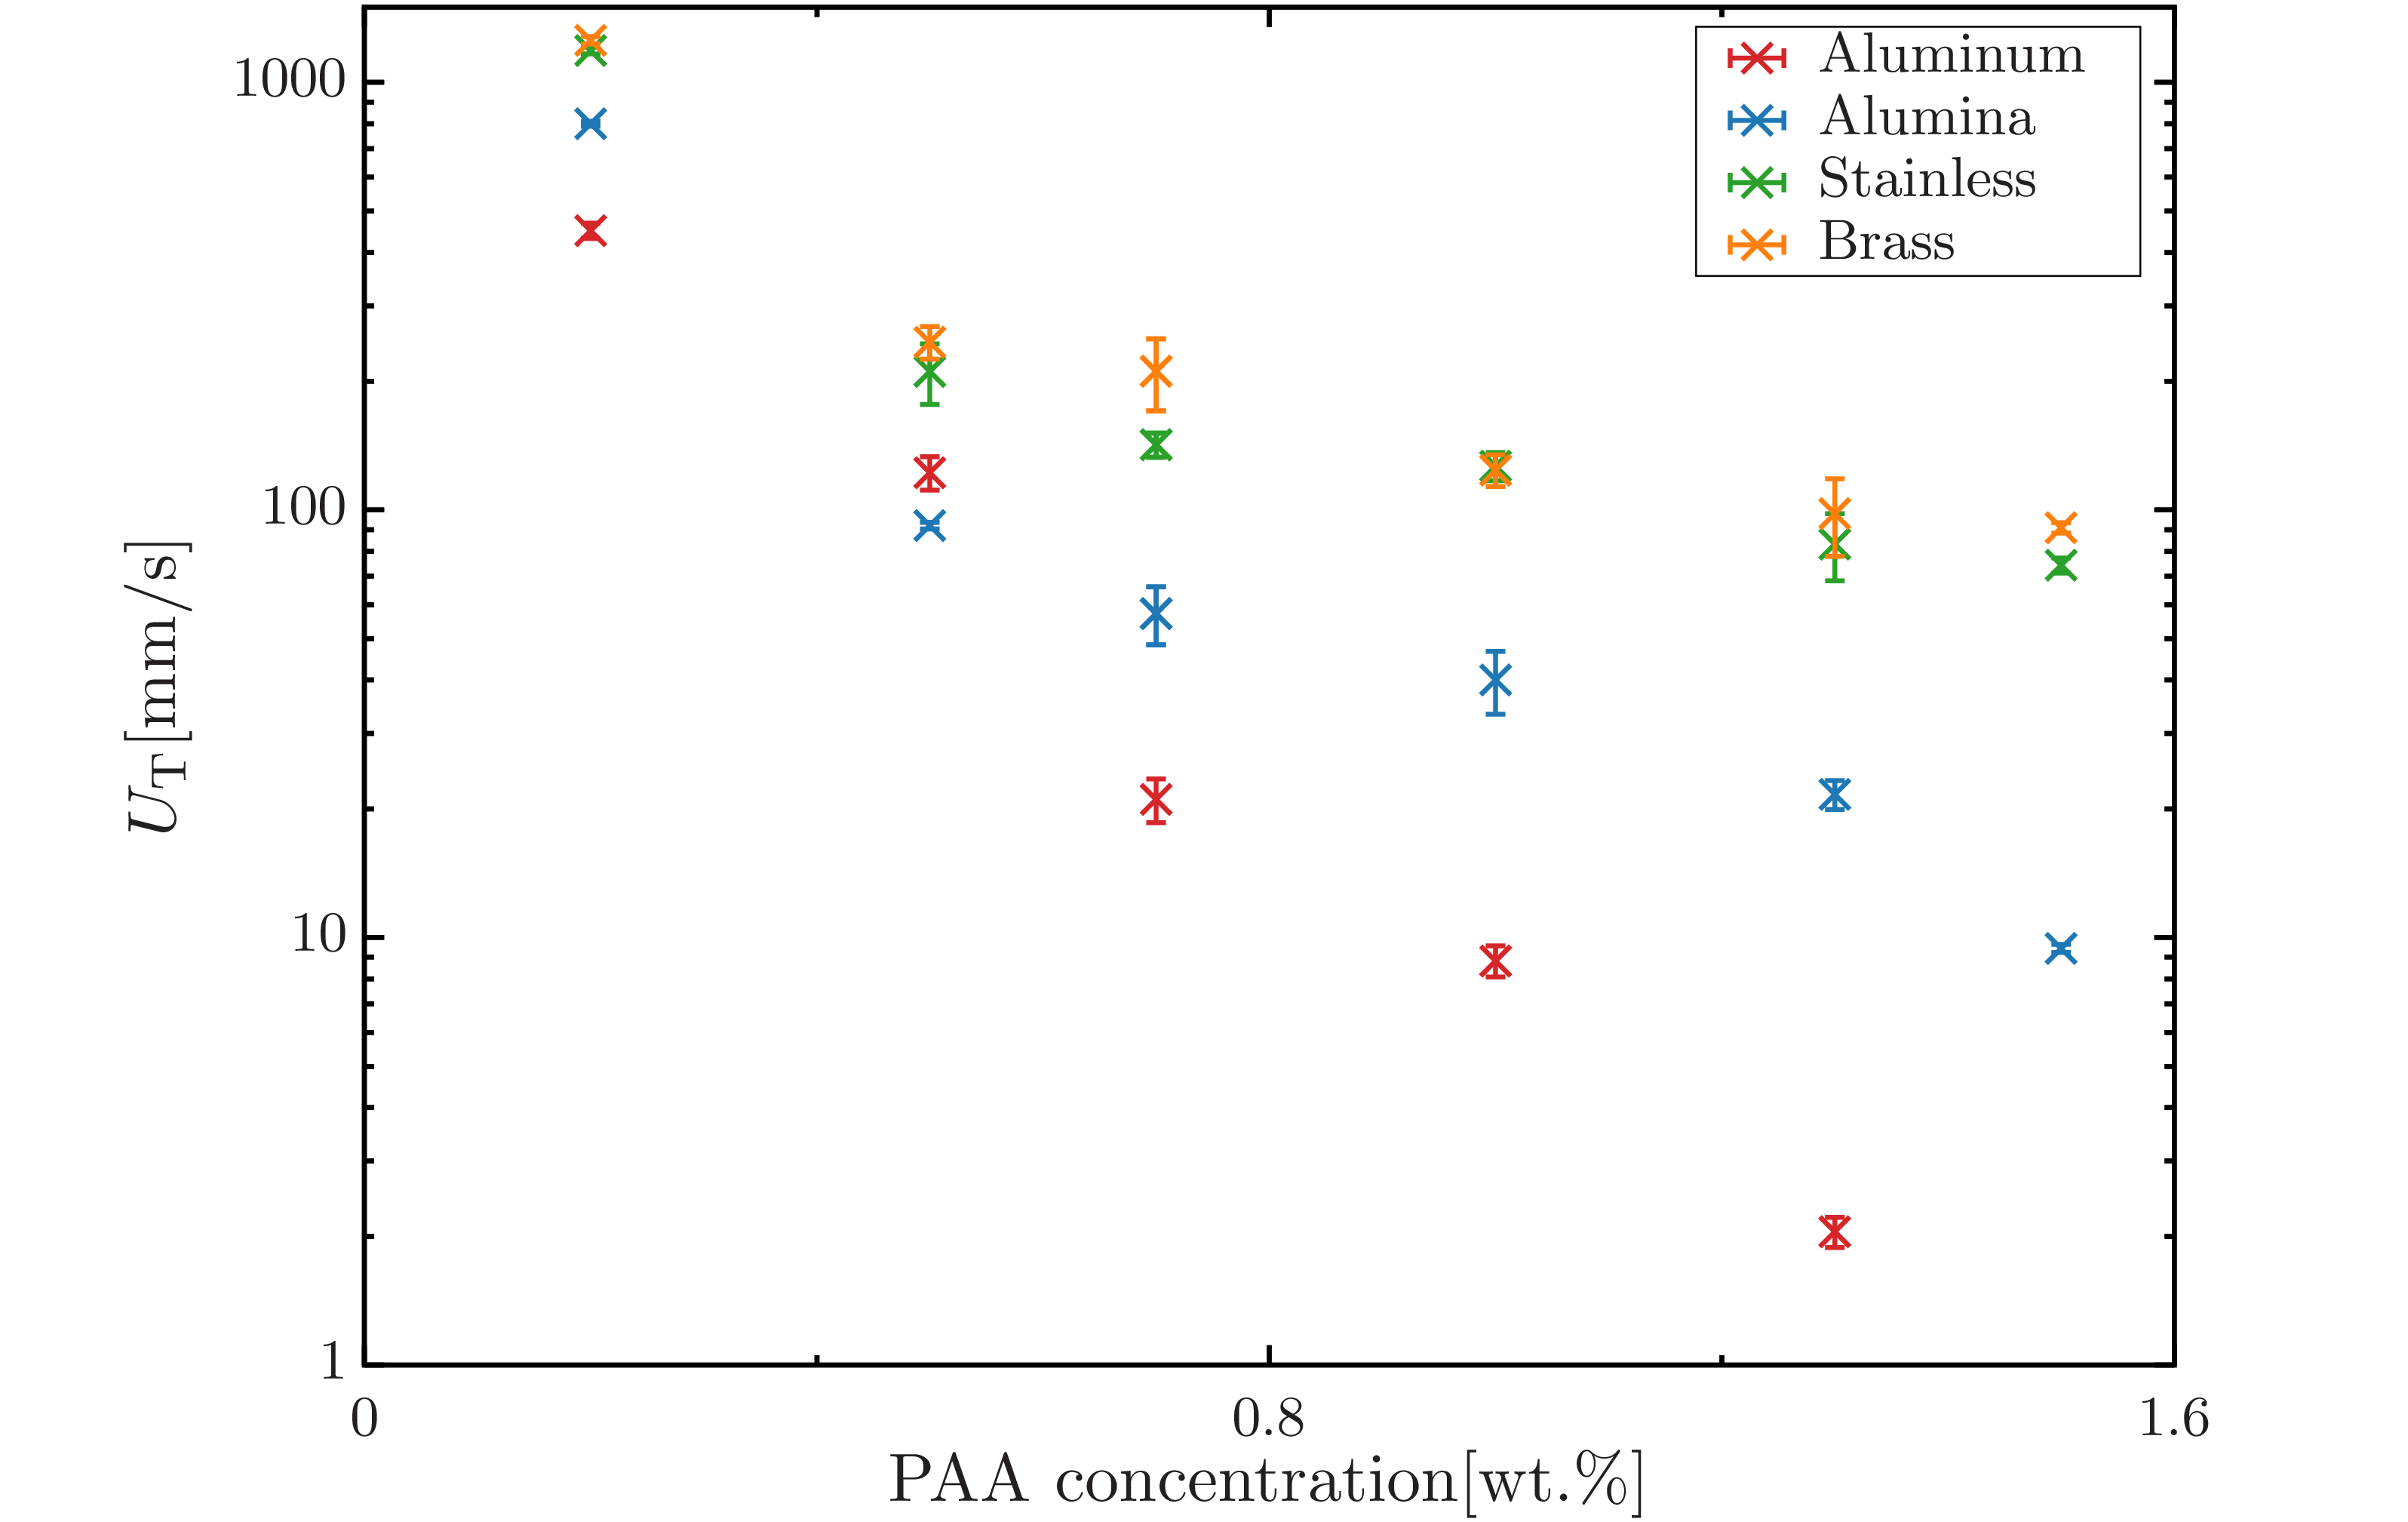 1000
100
10
1
U_T[mm/s]
Aluminum
Alumina
Stainless
Brass
0
0.8
1.6
PAA concentration[wt.%]